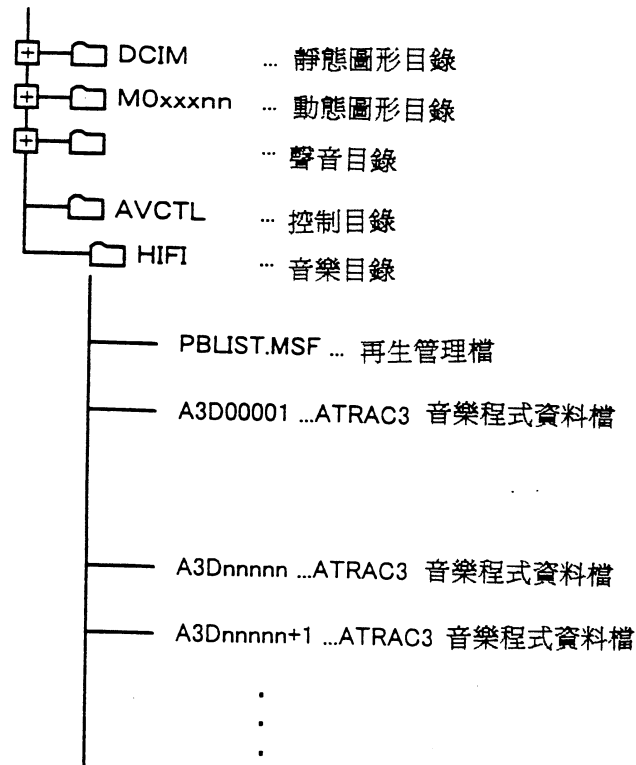 DCIM … 靜態圖形目錄
MOxxxnn … 動態圖形目錄
… 聲音目錄
AVCTL … 控制目錄
HIFI … 音樂目錄
PBLIST.MSF … 再生管理檔
A3D00001 …ATRAC3 音樂程式資料檔
A3Dnnnnn …ATRAC3 音樂程式資料檔
A3Dnnnnn+1 …ATRAC3 音樂程式資料檔